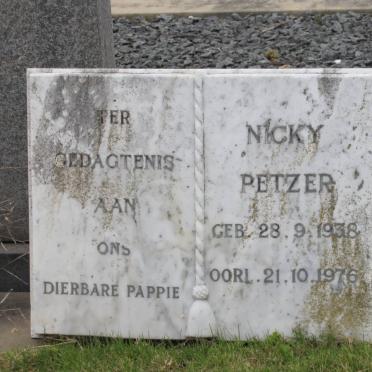 TER
GEDAGTENIS
AAN
ONS
DIERBARE PAPPIE
NICKY
PETZER
GEB. 28.9.1938
OORL. 21.10.1976